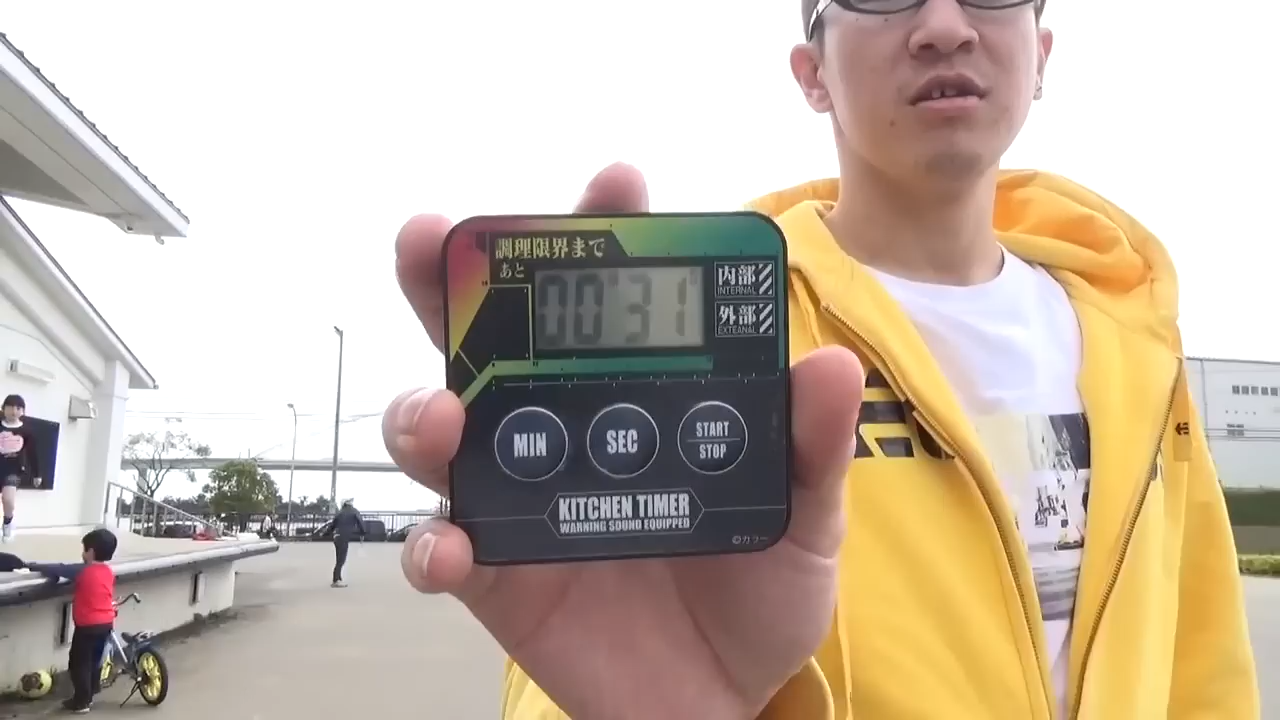 調理限界まで
あと
00 31
内部
INTERNAL
外部
EXTEANAL
MIN
SEC
START
STOP
KITCHEN TIMER
WARNING SOUND EQUIPPED
©カラー